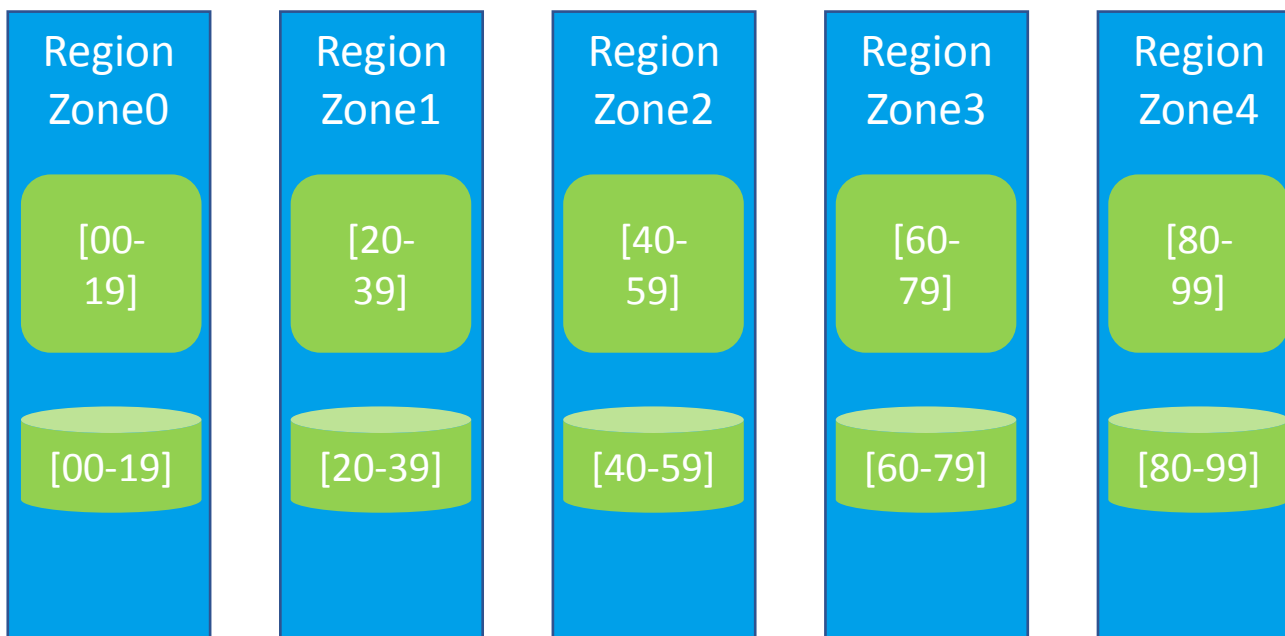 Region
Zone0
Region
Zone1
Region
Zone2
Region
Zone3
Region
Zone4
[00-
19]
[20-
39]
[40-
59]
[60-
79]
[80-
99]
[00-19]
[20-39]
[40-59]
[60-79]
[80-99]